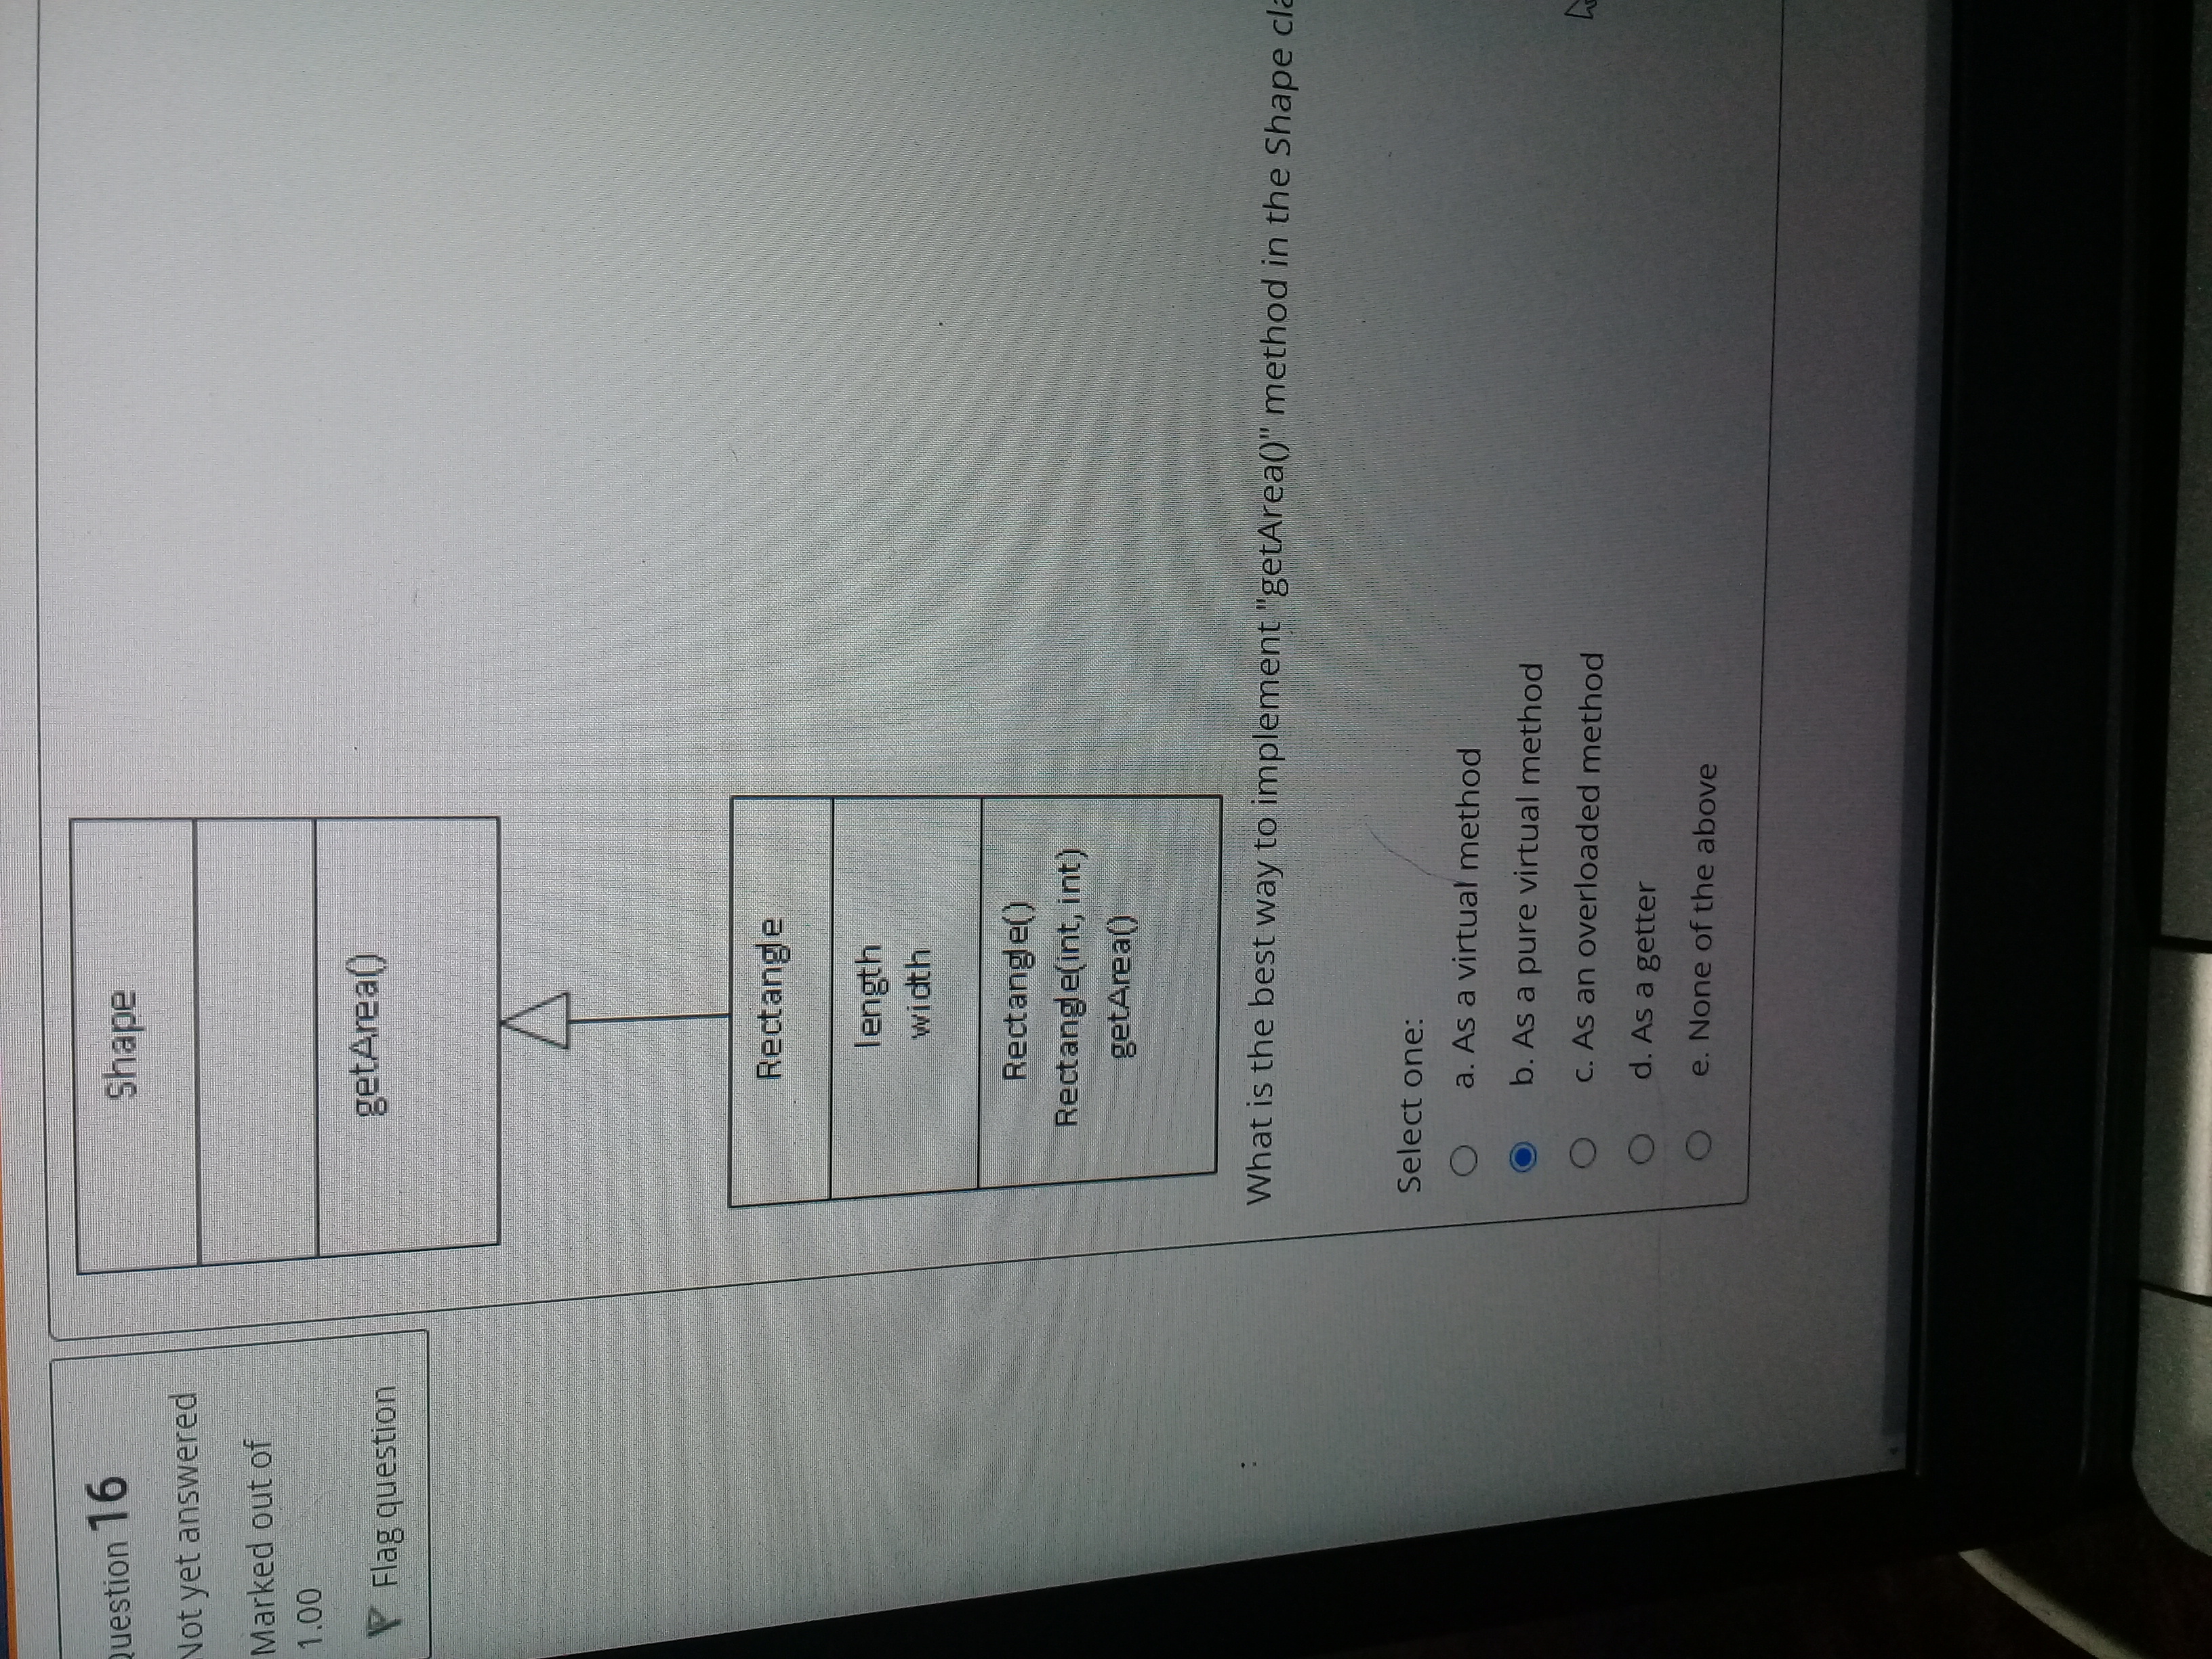 Question 16
Not yet answered
Marked out of
1.00
Flag question
Shape
getArea()
Rectangle
length
width
Rectangle()
Rectangle(int, int)
getArea()
What is the best way to implement "getArea()" method in the Shape
Select one:
a. As a virtual method
b. As a pure virtual method
c. As an overloaded method
d. As a getter
e. None of the above